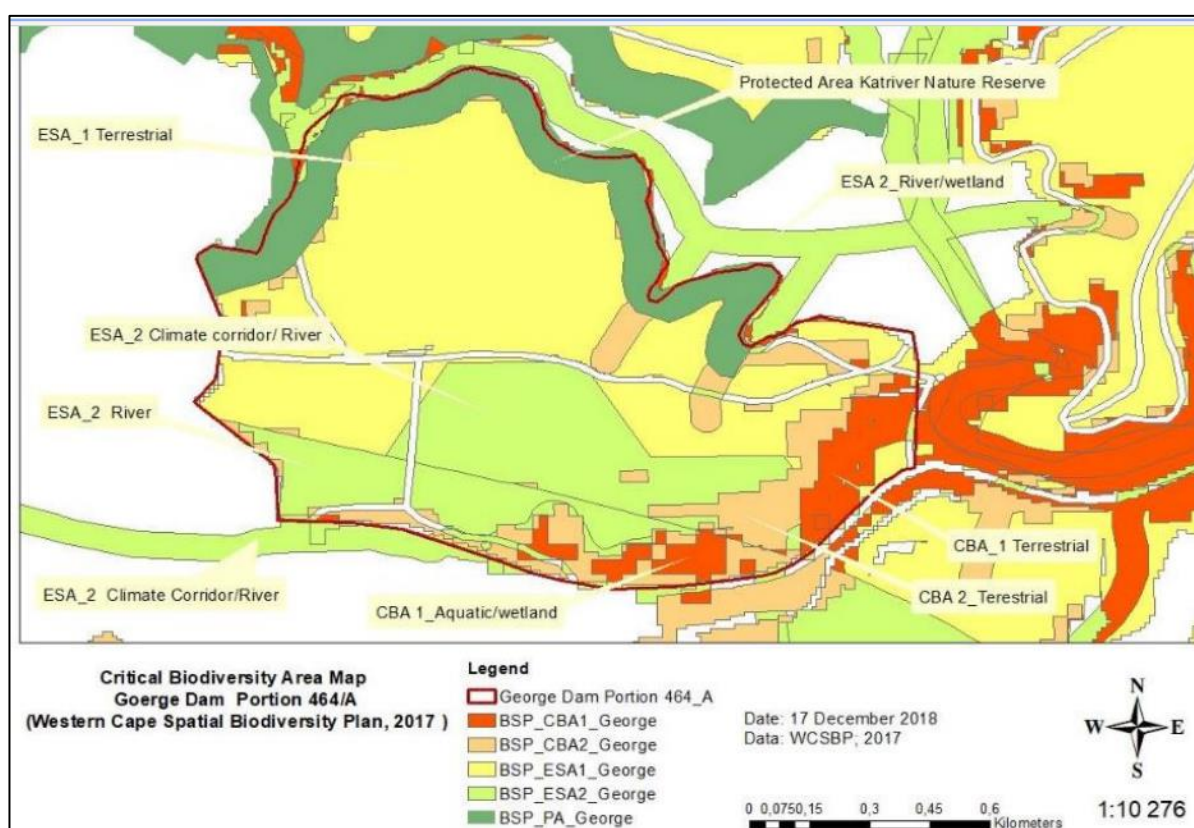 Protected Area Katriver Nature Reserve
ESA_1 Terrestrial
ESA 2_River/wetland
ESA_2 Climate corridor/ River
ESA_2 River
CBA_1 Terrestrial
ESA_2 Climate Corridor/River
CBA 1_Aquatic/wetland
CBA 2_Terestrial
Critical Biodiversity Area Map
Goerge Dam Portion 464/A
(Western Cape Spatial Biodiversity Plan, 2017 )
Legend
George Dam Portion 464_A
BSP_CBA1_George
BSP_CBA2_George
BSP_ESA1_George
BSP_ESA2_George
BSP_PA_George
Date: 17 December 2018
Data: WCSBP; 2017
0 0,0750,15 0,3 0,45 0,6
Kilometers
N
W E
S
1:10 276